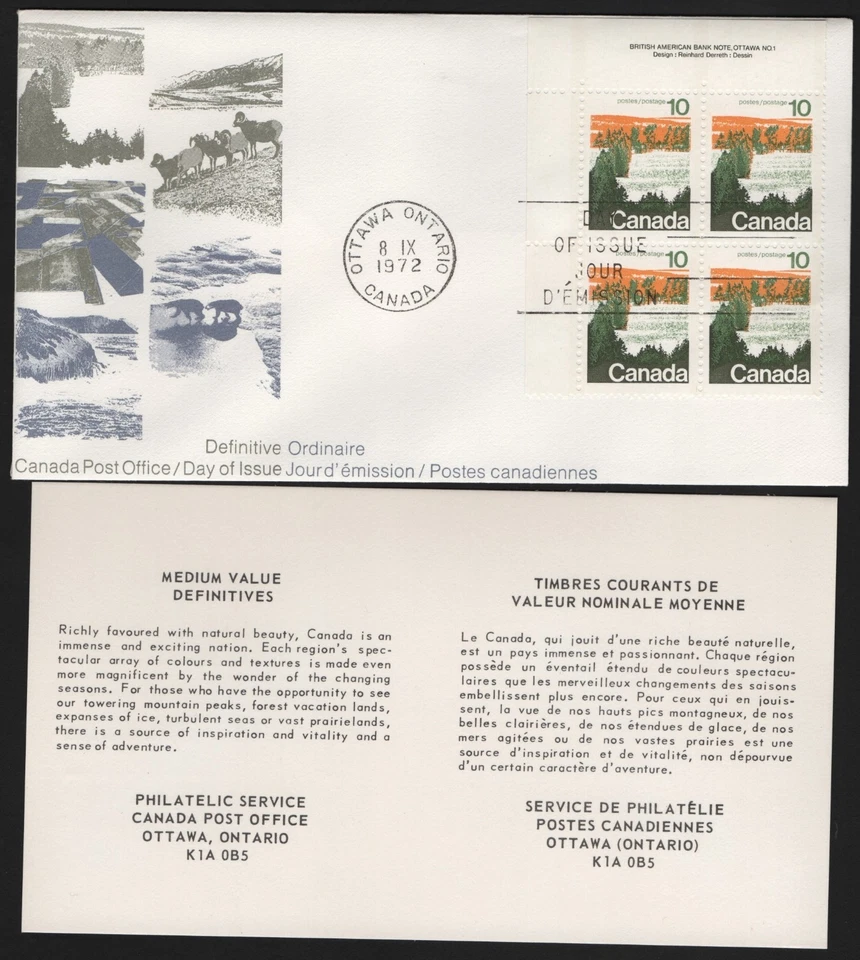 BRITISH AMERICAN BANK NOTE, OTTAWA NO.1
Design : Reinhard Derreth : Dessin
postes/postage 10
postes/postage 10
Canada
Canada
postes/postage 10
postes/postage 10
Canada
Canada
OTTAWA ONTARIO
8 IX
1972
CANADA
DAY
OF ISSUE
JOUR
D'ÉMISSION
Definitive Ordinaire
Canada Post Office / Day of Issue Jour d'émission / Postes canadiennes
MEDIUM VALUE
DEFINITIVES
Richly favoured with natural beauty, Canada is an
immense and exciting nation. Each region's spec-
tacular array of colours and textures is made even
more magnificent by the wonder of the changing
seasons. For those who have the opportunity to see
our towering mountain peaks, forest vacation lands,
expanses of ice, turbulent seas or vast prairielands,
there is a source of inspiration and vitality and a
sense of adventure.
PHILATELIC SERVICE
CANADA POST OFFICE
OTTAWA, ONTARIO
K1A 0B5
TIMBRES COURANTS DE
VALEUR NOMINALE MOYENNE
Le Canada, qui jouit d'une riche beauté naturelle,
est un pays immense et passionnant. Chaque région
possède un éventail étendu de couleurs spectacu-
laires que les merveilleux changements des saisons
embellissent plus encore. Pour ceux qui en jouis-
sent, la vue de nos hauts pics montagneux, de nos
belles clairières, de nos étendues de glace, de nos
mers agitées ou de nos vastes prairies est une
source d'inspiration et de vitalité, non dépourvue
d'un certain caractère d'aventure.
SERVICE DE PHILATÉLIE
POSTES CANADIENNES
OTTAWA (ONTARIO)
K1A 0B5